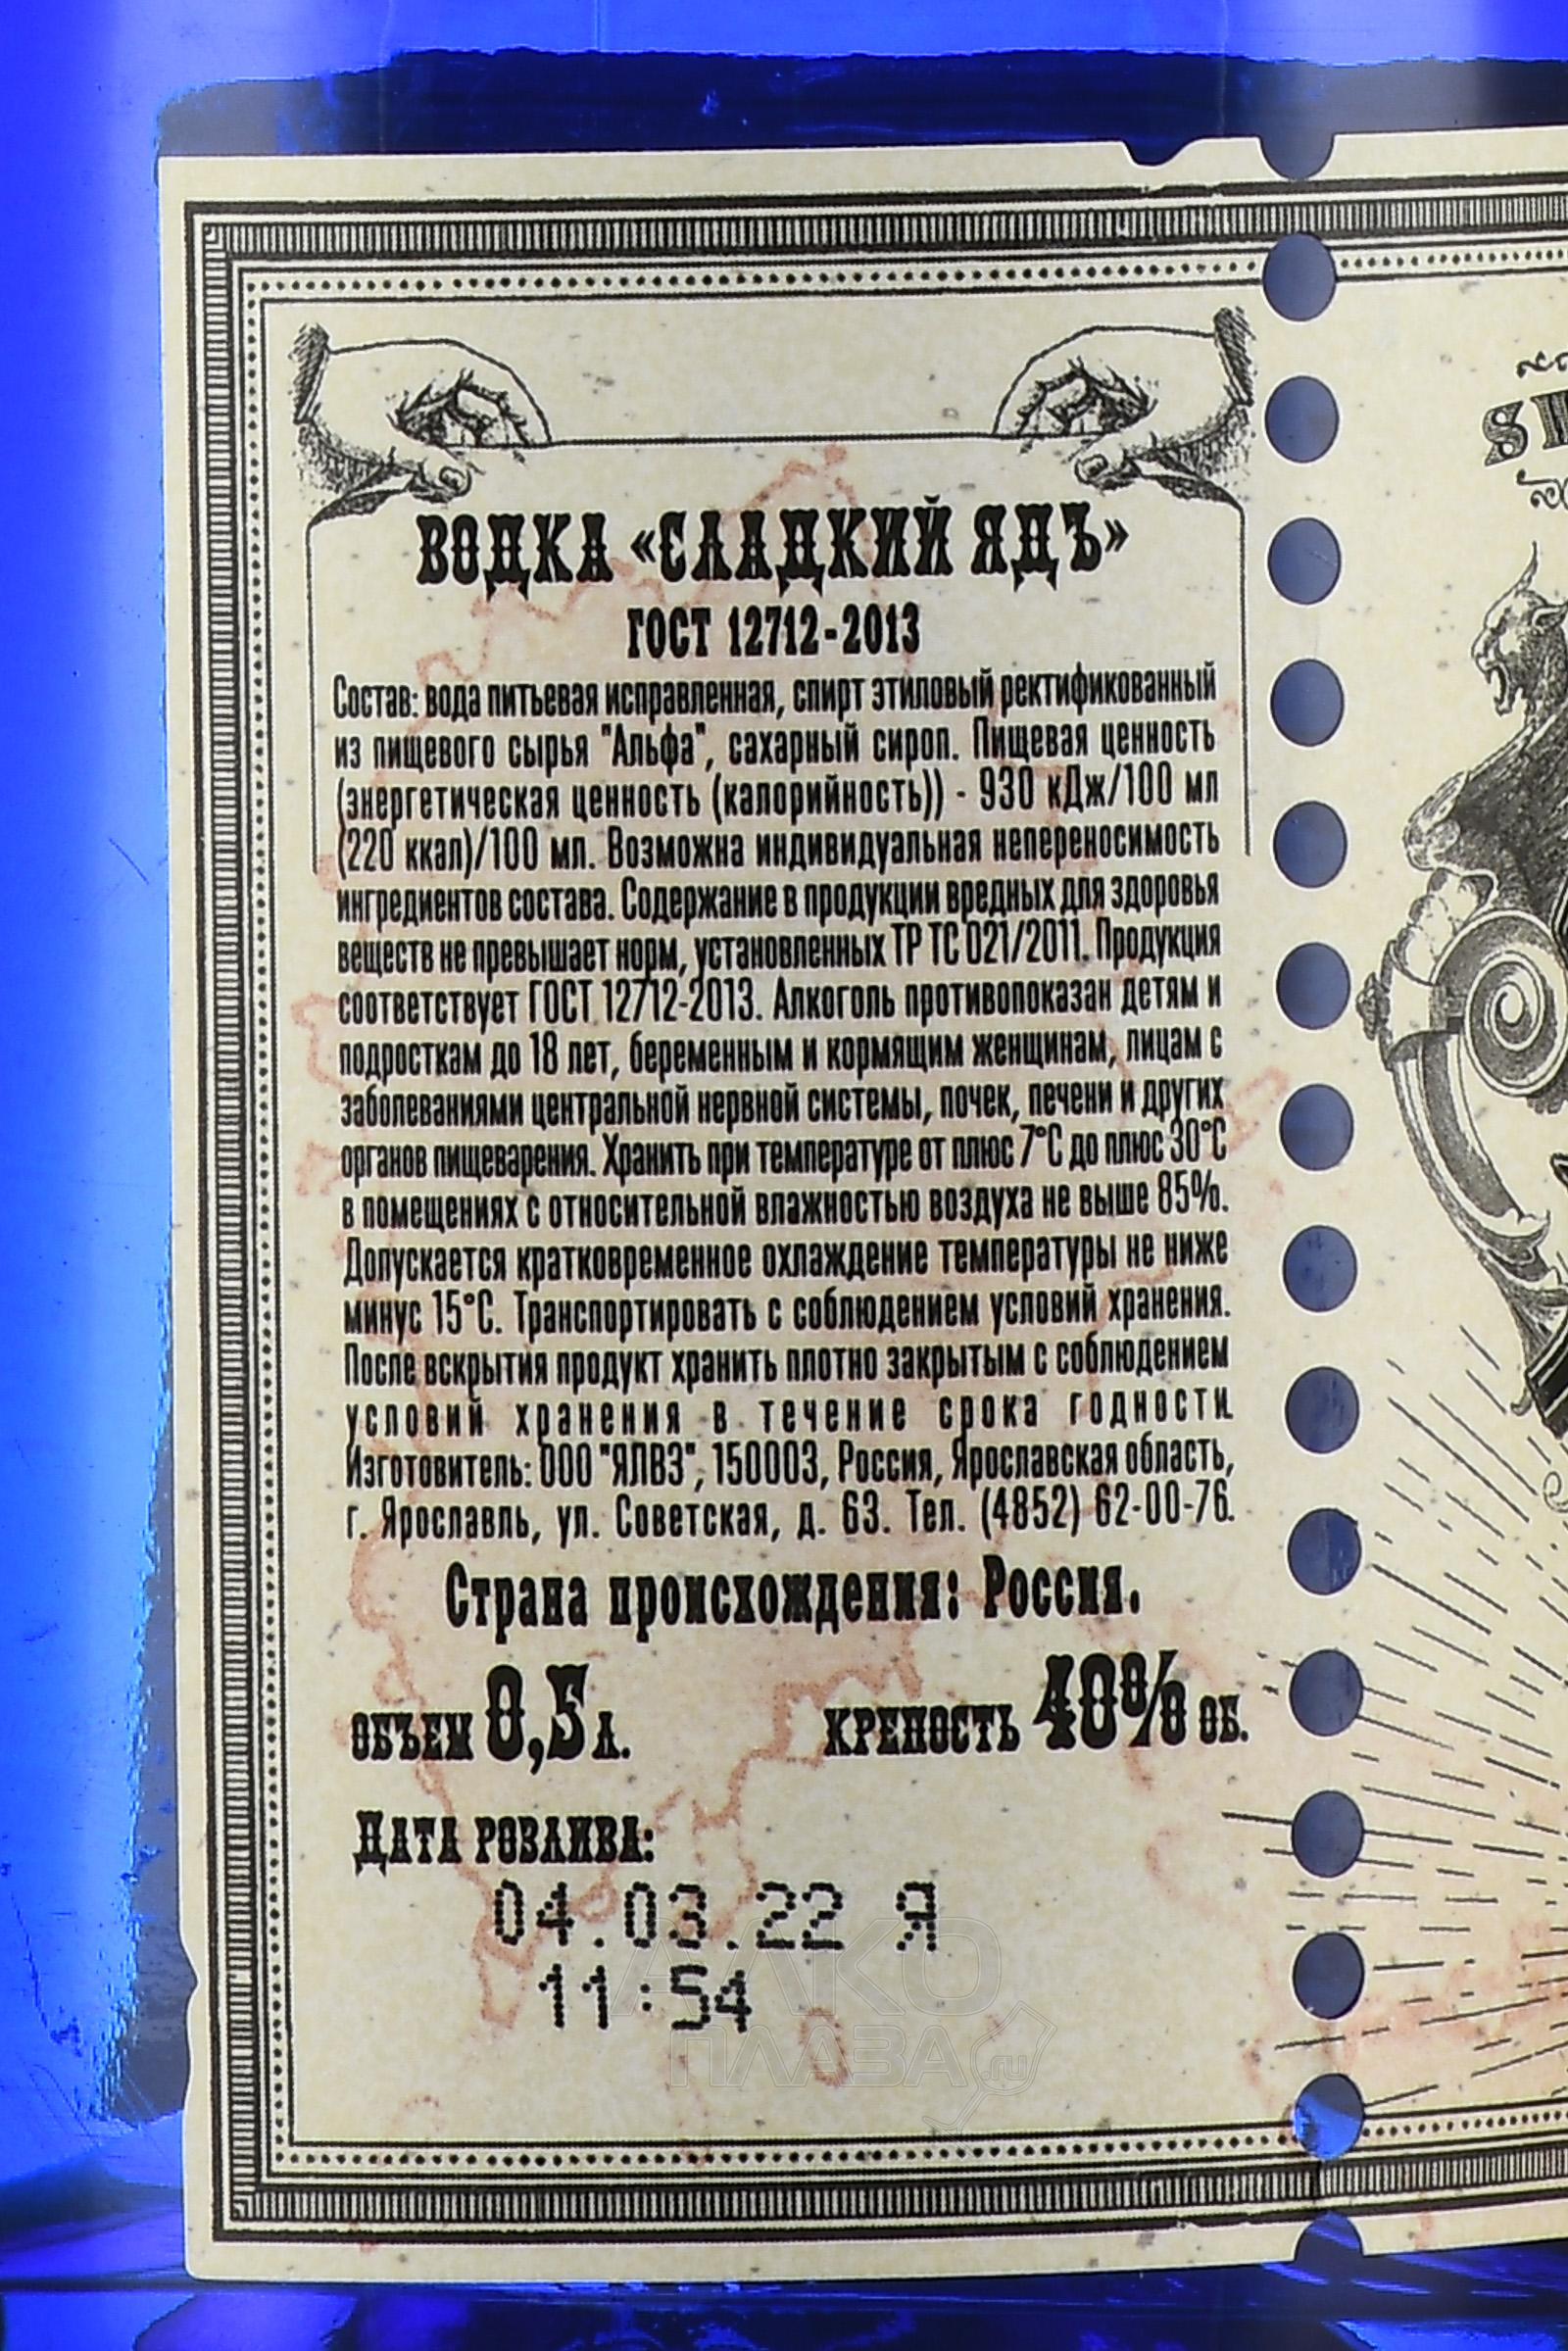 ВОДКА «СЛАДКИЙ ЯДЪ»
ГОСТ 12712-2013
Состав: вода питьевая исправленная, спирт этиловый ректификованный
из пищевого сырья "Альфа", сахарный сироп. Пищевая ценность
(энергетическая ценность (калорийность)) - 930 кДж/100 мл
(220 ккал)/100 мл. Возможна индивидуальная непереносимость
ингредиентов состава. Содержание в продукции вредных для здоровья
веществ не превышает норм, установленных ТР ТС 021/2011. Продукция
соответствует ГОСТ 12712-2013. Алкоголь противопоказан детям и
подросткам до 18 лет, беременным и кормящим женщинам, лицам с
заболеваниями центральной нервной системы, почек, печени и других
органов пищеварения. Хранить при температуре от плюс 7°С до плюс 30°С
в помещениях с относительной влажностью воздуха не выше 85%.
Допускается кратковременное охлаждение температуры не ниже
минус 15°С. Транспортировать с соблюдением условий хранения.
После вскрытия продукт хранить плотно закрытым с соблюдением
условий хранения в течение срока годности.
Изготовитель: ООО "ЯЛВЗ", 150003, Россия, Ярославская область,
г. Ярославль, ул. Советская, д. 63. Тел. (4852) 62-00-76.
Страна происхождения: Россия.
ОБЪЕМ 0,5 Л. КРЕПОСТЬ 40% ОБ.
ДАТА РОЗЛИВА:
04.03.22 Я
11:54
АЛКО
ПЛАЗА.ru